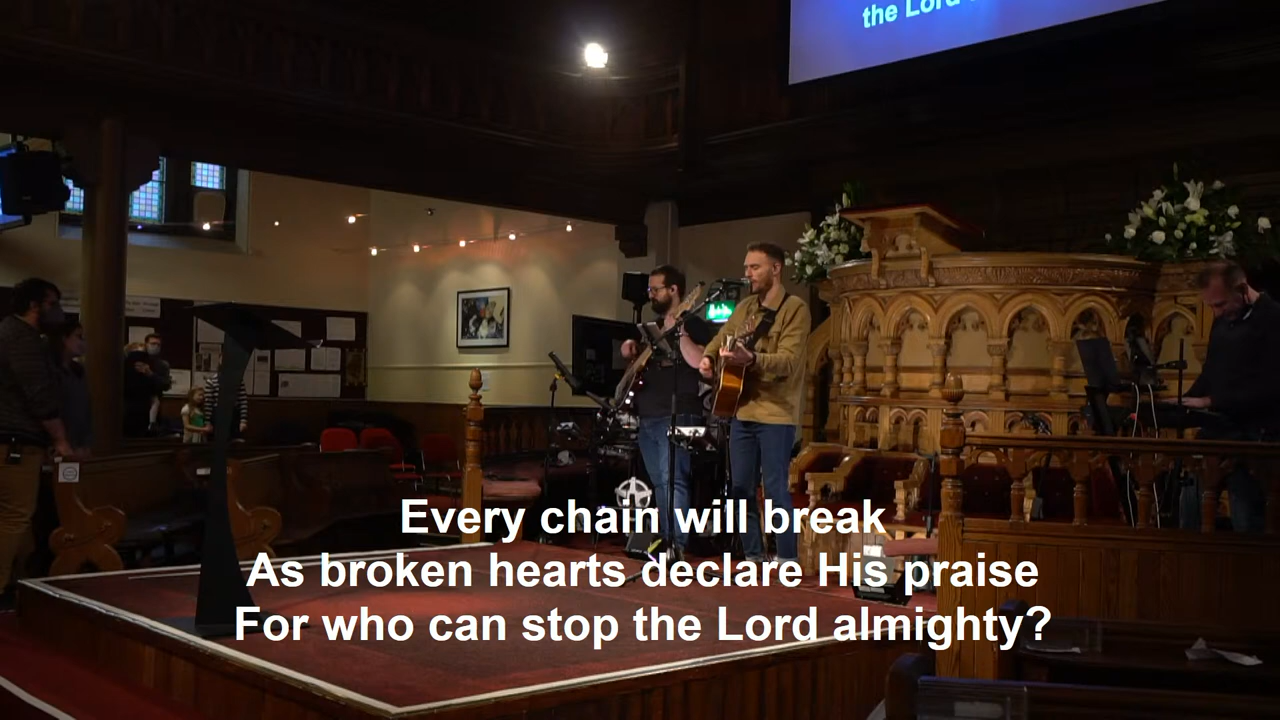 the Lord
Every chain will break
As broken hearts declare His praise
For who can stop the Lord almighty?